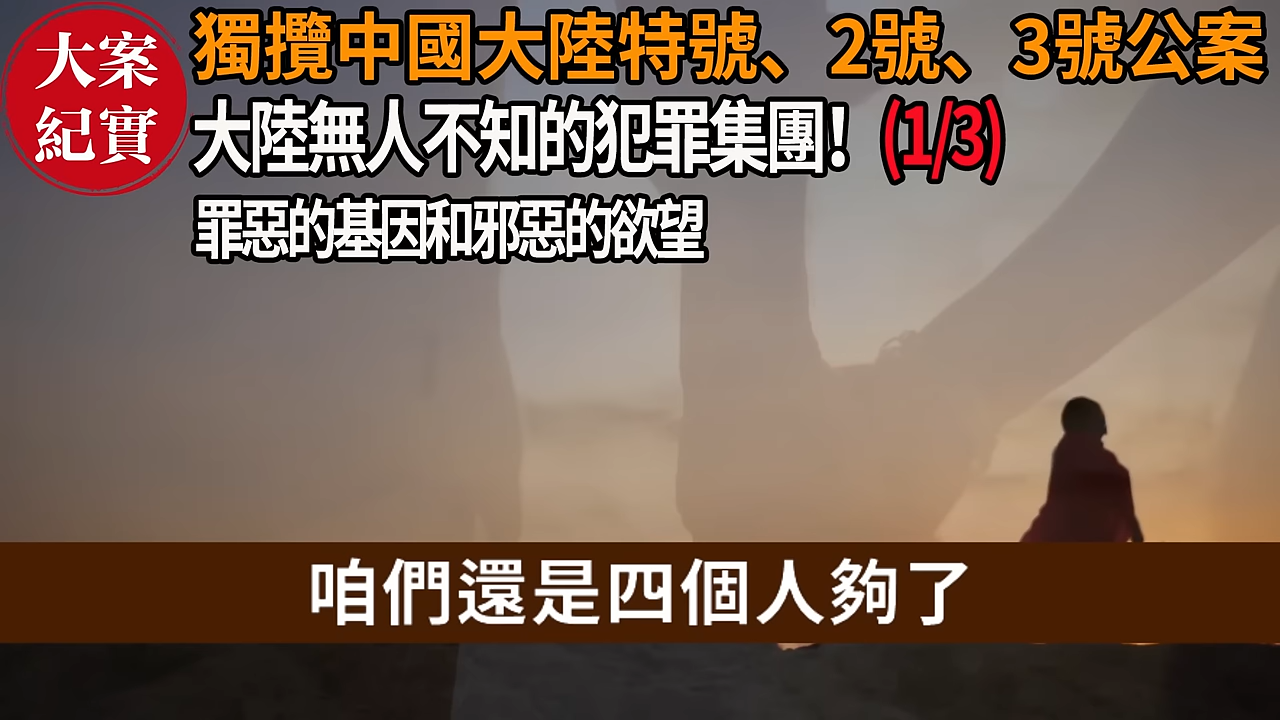 大案
紀實
獨攬中國大陸特號、2號、3號公案
大陸無人不知的犯罪集團！(1/3)
罪惡的基因和邪惡的欲望
咱們還是四個人夠了